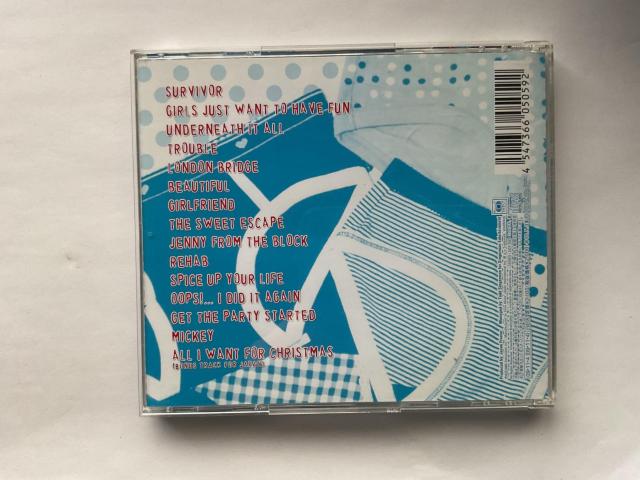 SURVIVOR
GIRLS JUST WANT TO HAVE FUN
UNDERNEATH IT ALL
TROUBLE
LONDON BRIDGE
BEAUTIFUL
GIRLFRIEND
THE SWEET ESCAPE
JENNY FROM THE BLOCK
REHAB
SPICE UP YOUR LIFE
OOPS!... I DID IT AGAIN
GET THE PARTY STARTED
MICKEY
ALL I WANT FOR CHRISTMAS
(BONUS TRACK FOR JAPAN)
4 547366 050592